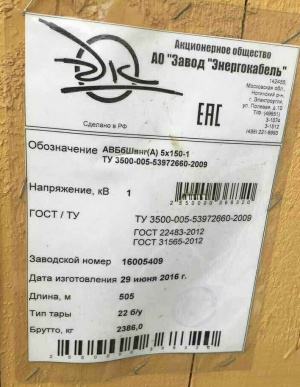 Акционерное общество
АО "Завод "Энергокабель"
142455,
Московская обл.,
Ногинский р-н,
г. Электроугли,
ул. Полевая, д. 10
ЭК
Сделано в РФ
EAC
Обозначение АВБбШнг(А) 5х150-1
ТУ 3500-005-53972660-2009
Напряжение, кВ 1
ГОСТ / ТУ
ТУ 3500-005-53972660-2009
ГОСТ 22483-2012
ГОСТ 31565-2012
Заводской номер 16005409
Дата изготовления 29 июня 2016 г.
Длина, м 505
Тип тары 22 б/у
Брутто, кг 2386,0